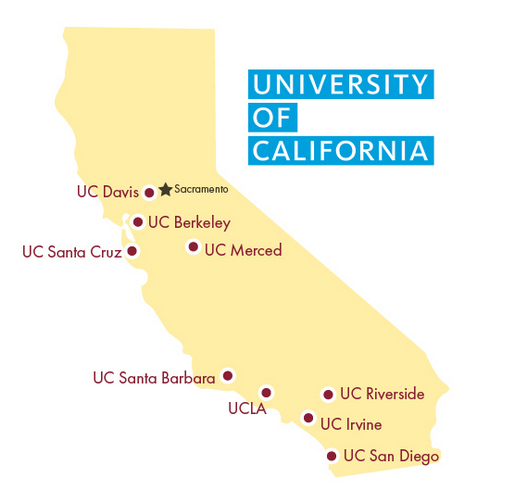 UNIVERSITY
OF
CALIFORNIA
UC Davis
Sacramento
UC Berkeley
UC Santa Cruz
UC Merced
UC Santa Barbara
UCLA
UC Riverside
UC Irvine
UC San Diego